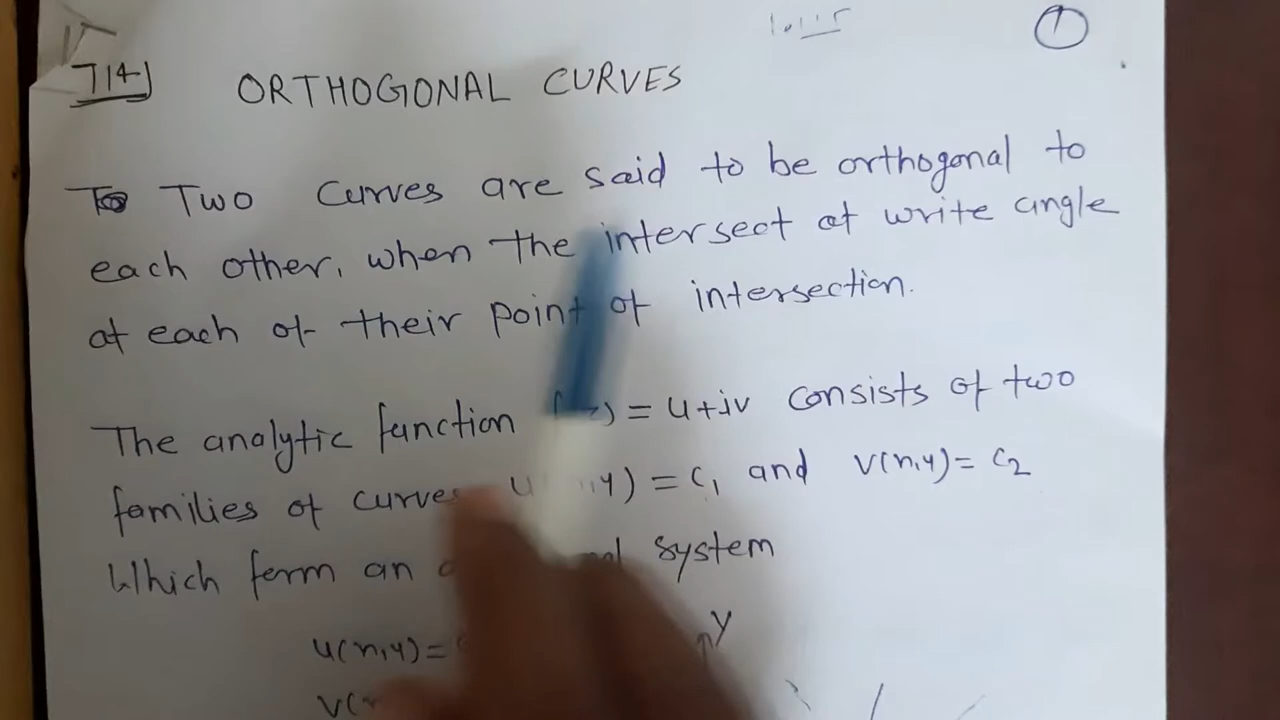 1
T14
ORTHOGONAL CURVES
Two Curves are said to be orthogonal to
each other, when the intersect at write angle
at each of their point of intersection.
The analytic function = u+iv consists of two
families of curves = C1 and v(x,y)= C2
Which form an system
u(x,y)=
y